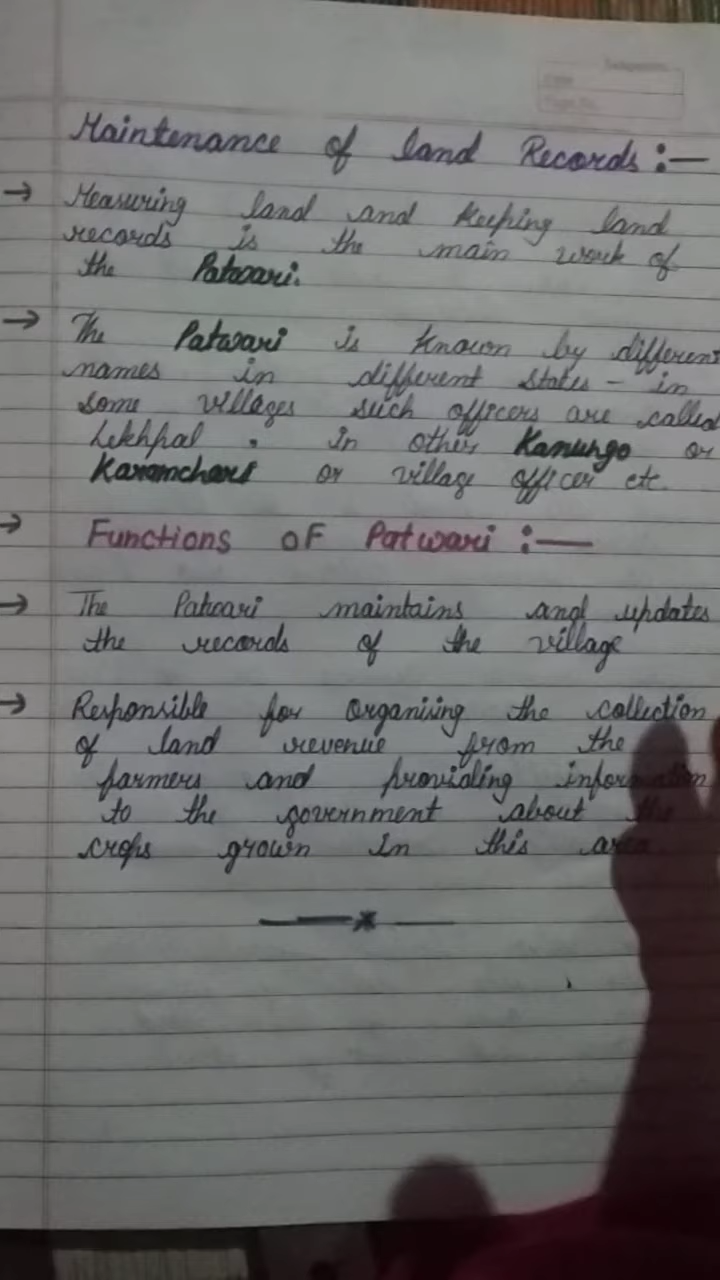 Maintenance of land Records :—
→ Measuring land and keeping land
records is the main work of
the Patwari.
→ The Patwari is known by different
names in different states - in
some villages such officers are called
Lekhpal . in other Kanungo or
Karamchari or village officer etc.
→ Functions of Patwari :—
→ The Patwari maintains and updates
the records of the village
→ Responsible for organising the collection
of land revenue from the
farmers and providing information
to the government about the
crops grown in this area